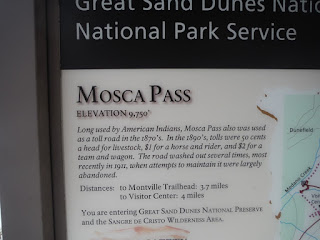 Great Sand Dunes Natio
National Park Service
MOSCA PASS
ELEVATION 9,750'
Long used by American Indians, Mosca Pass also was used
as a toll road in the 1870's. In the 1890's, tolls were 50 cents
a head for livestock, $1 for a horse and rider, and $2 for a
team and wagon. The road washed out several times, most
recently in 1911, when attempts to maintain it were largely
abandoned.
Distances: to Montville Trailhead: 3.7 miles
to Visitor Center: 4 miles
You are entering GREAT SAND DUNES NATIONAL PRESERVE
and the SANGRE DE CRISTO WILDERNESS AREA.
Dunefield
Medano Creek